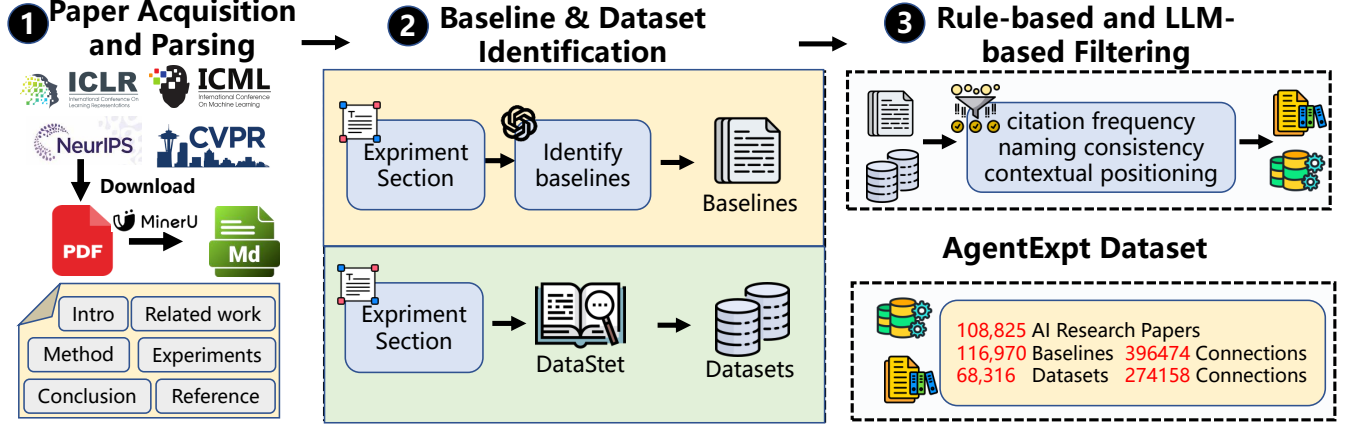 1 Paper Acquisition
and Parsing
ICLR
International Conference On
Learning Representations
ICML
International Conference
On Machine Learning
NeurIPS
CVPR
Download
PDF
MinerU
Md
Intro
Related work
Method
Experiments
Conclusion
Reference
2 Baseline & Dataset
Identification
T
Expriment
Section
Identify
baselines
Baselines
T
Expriment
Section
DataStet
Datasets
3 Rule-based and LLM-
based Filtering
citation frequency
naming consistency
contextual positioning
AgentExpt Dataset
108,825 AI Research Papers
116,970 Baselines 396474 Connections
68,316 Datasets 274158 Connections